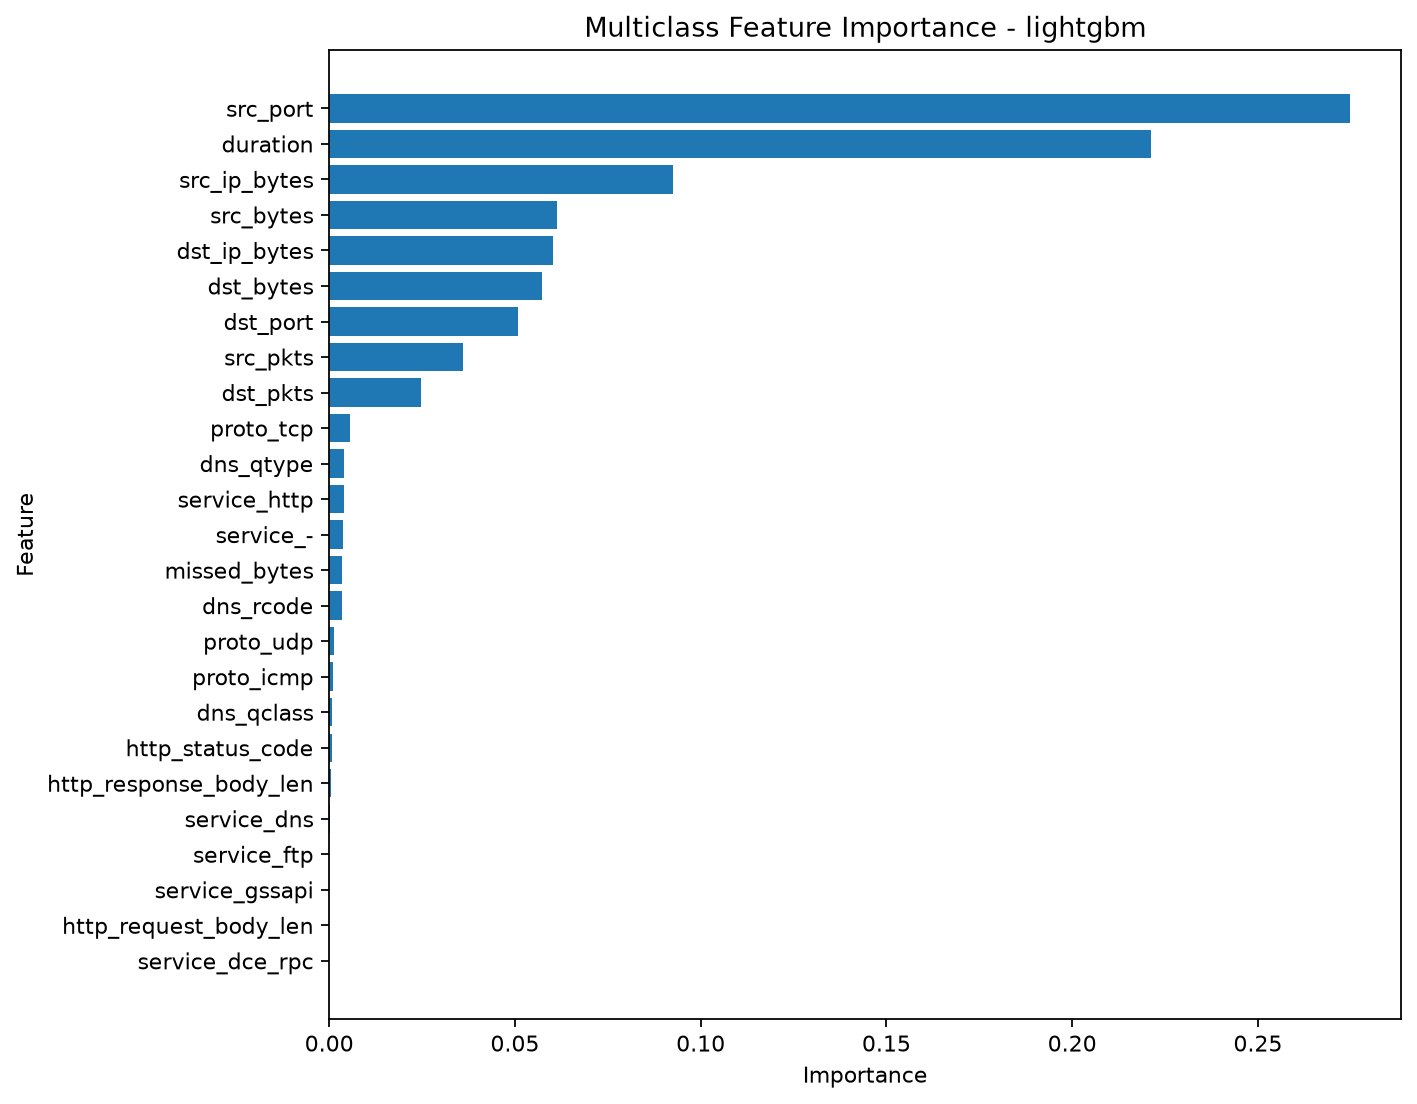 Multiclass Feature Importance - lightgbm
src_port
duration
src_ip_bytes
src_bytes
dst_ip_bytes
dst_bytes
dst_port
src_pkts
dst_pkts
proto_tcp
dns_qtype
service_http
service_-
missed_bytes
dns_rcode
proto_udp
proto_icmp
dns_qclass
http_status_code
http_response_body_len
service_dns
service_ftp
service_gssapi
http_request_body_len
service_dce_rpc
Feature
0.00 0.05 0.10 0.15 0.20 0.25
Importance